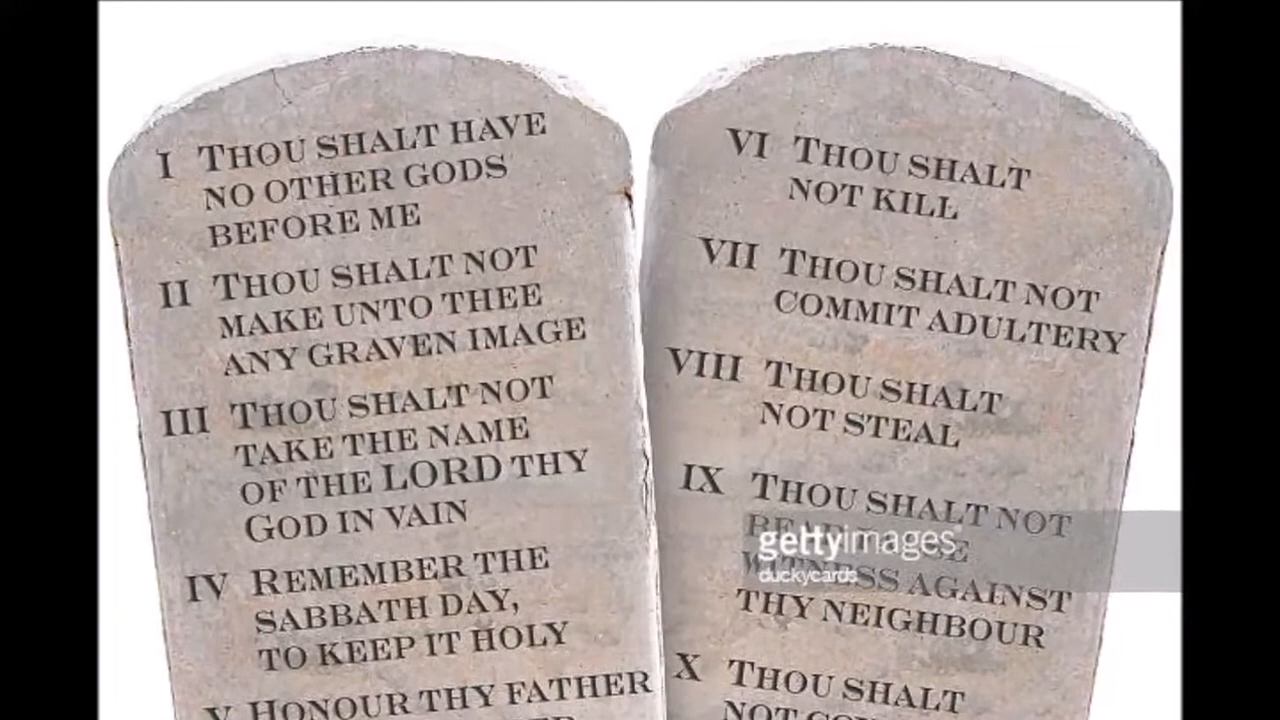 I THOU SHALT HAVE
NO OTHER GODS
BEFORE ME
II THOU SHALT NOT
MAKE UNTO THEE
ANY GRAVEN IMAGE
III THOU SHALT NOT
TAKE THE NAME
OF THE LORD THY
GOD IN VAIN
IV REMEMBER THE
SABBATH DAY,
TO KEEP IT HOLY
V HONOUR THY FATHER
VI THOU SHALT
NOT KILL
VII THOU SHALT NOT
COMMIT ADULTERY
VIII THOU SHALT
NOT STEAL
IX THOU SHALT NOT
WITNESS AGAINST
THY NEIGHBOUR
X THOU SHALT
NOT
gettyimages
duckycards